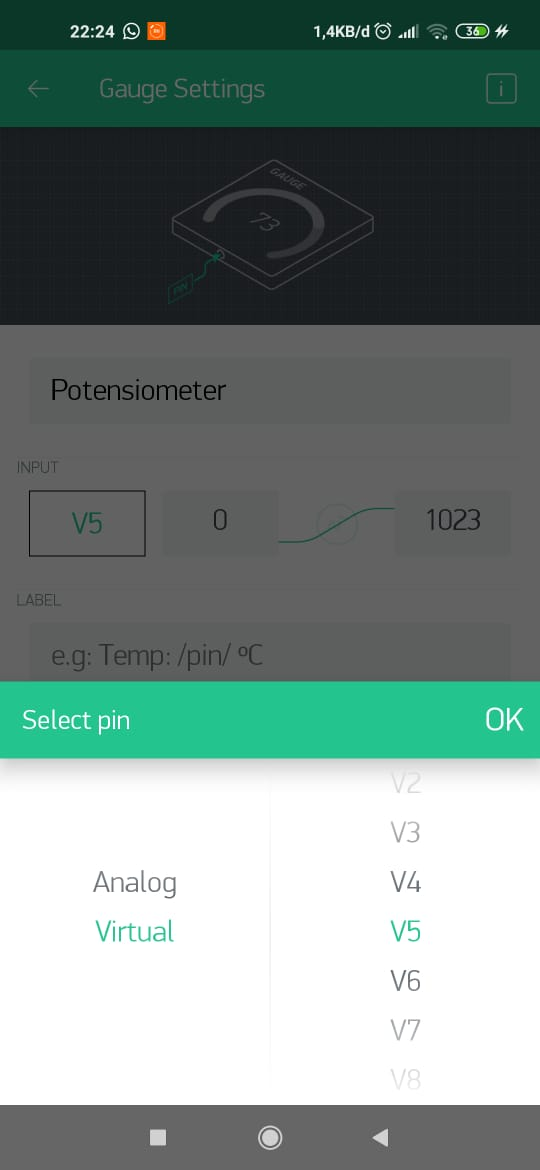 22:24
1,4KB/d
36
Gauge Settings
i
GAUGE
73
PIN
Potensiometer
INPUT
V5
0
1023
LABEL
e.g: Temp: /pin/ ºC
Select pin
OK
V2
V3
Analog
V4
Virtual
V5
V6
V7
V8